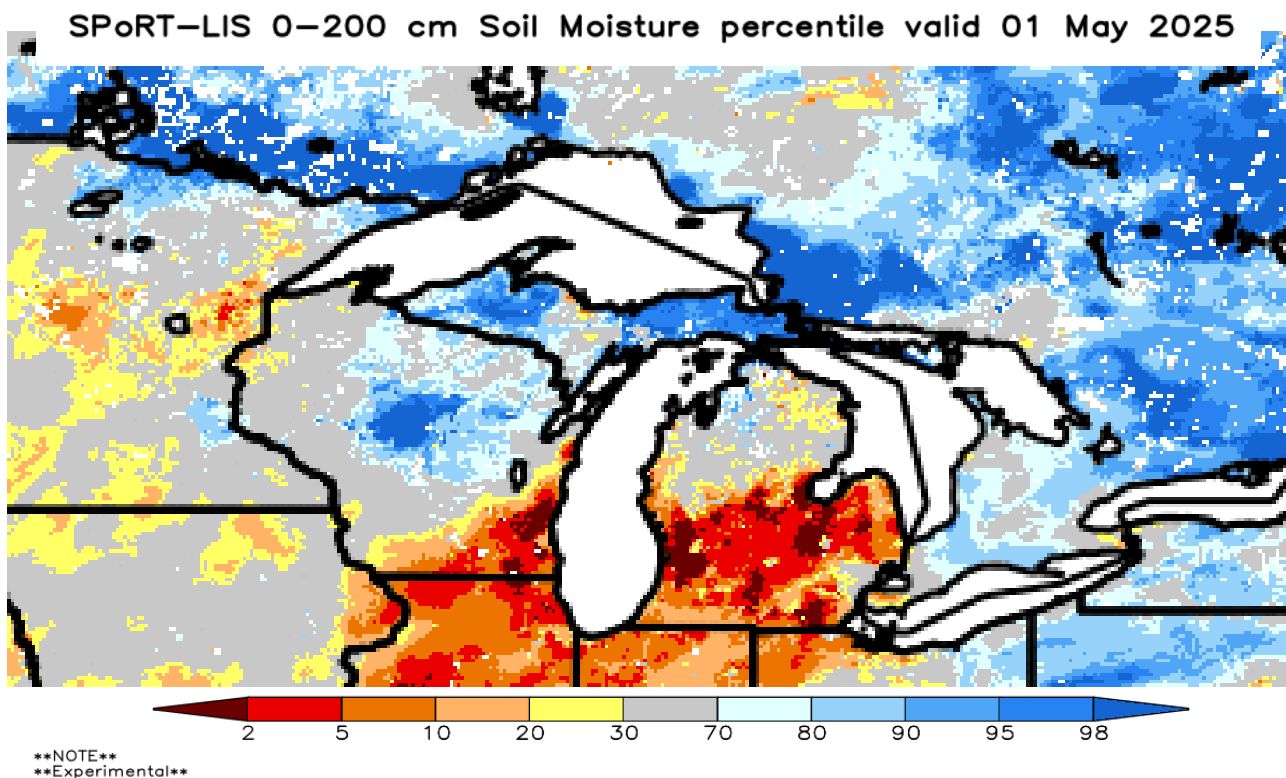 SPoRT-LIS 0-200 cm Soil Moisture percentile valid 01 May 2025
2 5 10 20 30 70 80 90 95 98
**NOTE**
**Experimental**